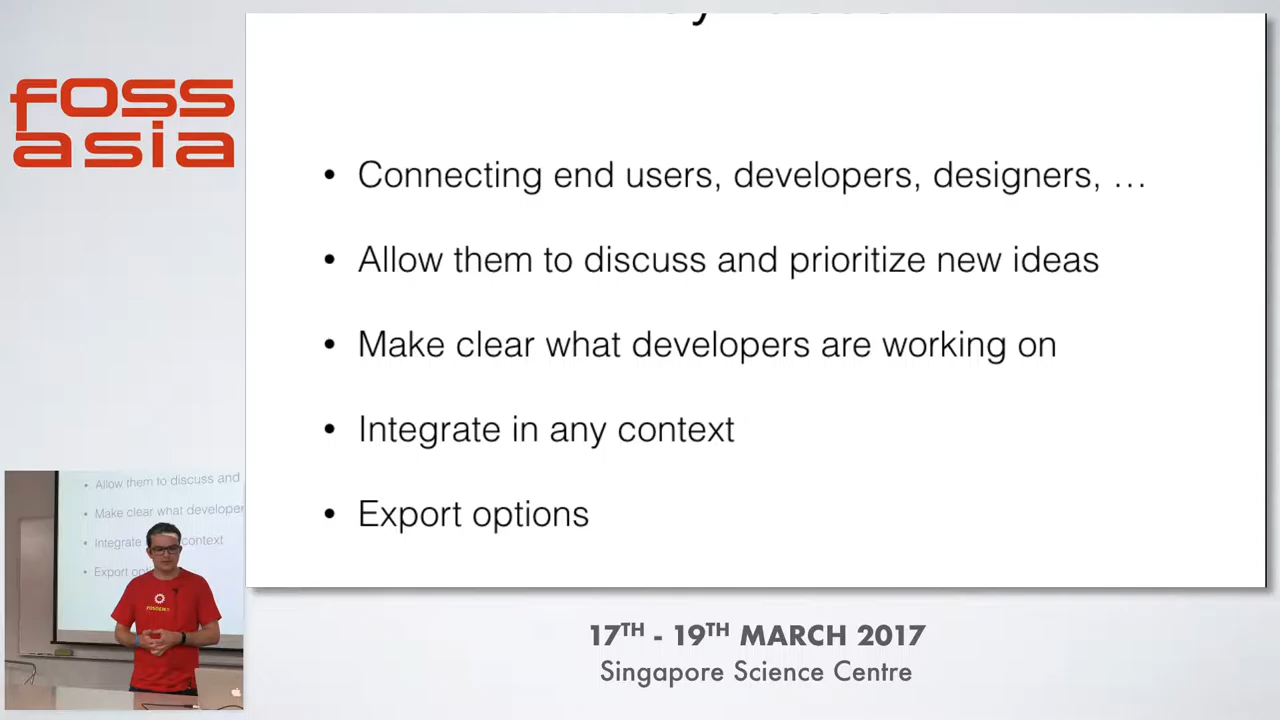 foss
asia
• Connecting end users, developers, designers, …
• Allow them to discuss and prioritize new ideas
• Make clear what developers are working on
• Integrate in any context
• Export options
• Allow them to discuss and
• Make clear what developer
• Integrate context
• Export opt
17TH - 19TH MARCH 2017
Singapore Science Centre